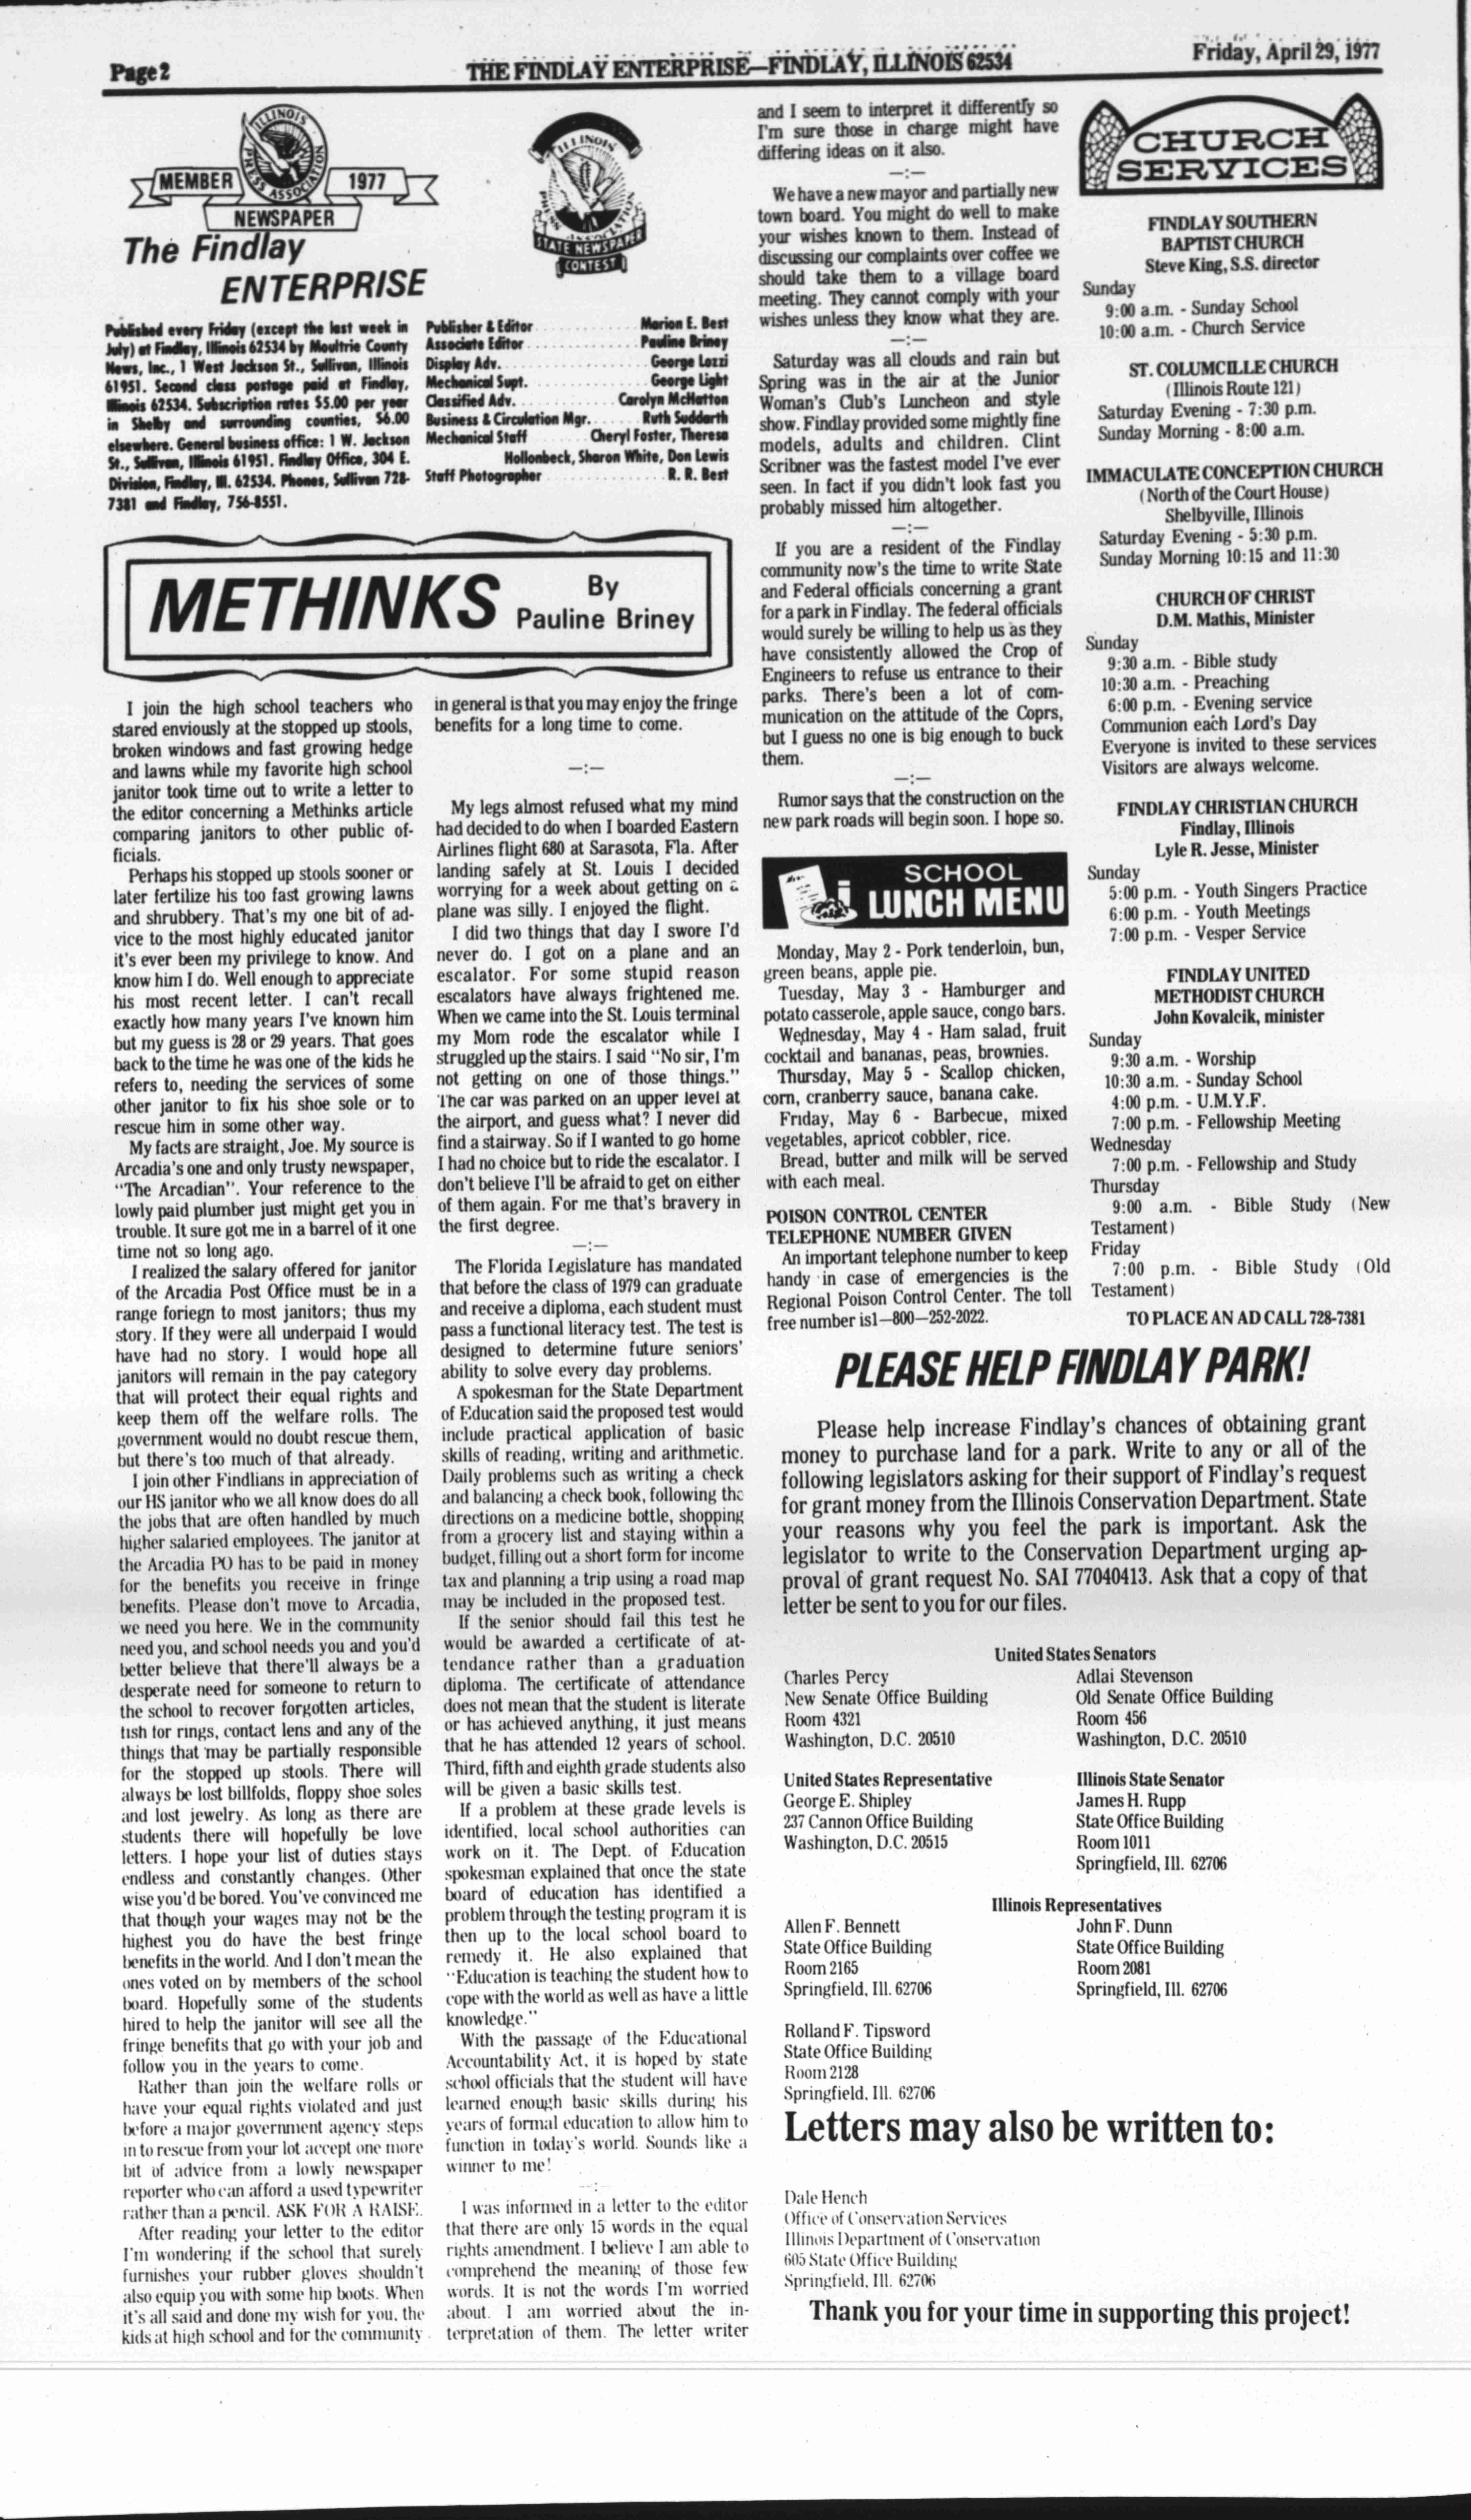 Page 2
THE FINDLAY ENTERPRISE—FINDLAY, ILLINOIS 62534
Friday, April 29, 1977
ILLINOIS
PRESS ASSOCIATION
MEMBER
1977
NEWSPAPER
The Findlay
ENTERPRISE
ILLINOIS
PRESS ASSOCIATION
STATE NEWSPAPER
CONTEST
Published every Friday (except the last week in
July) at Findlay, Illinois 62534 by Moultrie County
News, Inc., 1 West Jackson St., Sullivan, Illinois
61951. Second class postage paid at Findlay,
Illinois 62534. Subscription rates $5.00 per year
in Shelby and surrounding counties, $6.00
elsewhere. General business office: 1 W. Jackson
St., Sullivan, Illinois 61951. Findlay Office, 304 E.
Division, Findlay, Ill. 62534. Phones, Sullivan 728-
7381 and Findlay, 756-8551.
Publisher & Editor . . . . . . . . . . Marion E. Best
Associate Editor . . . . . . . . . . . Pauline Briney
Display Adv. . . . . . . . . . . . . . George Lozzi
Mechanical Supt. . . . . . . . . . . . George Light
Classified Adv. . . . . . . . . . . Carolyn McHatton
Business & Circulation Mgr. . . . . . Ruth Suddarth
Mechanical Staff Cheryl Foster, Theresa
Hollonbeck, Sharon White, Don Lewis
Staff Photographer . . . . . . . . . . R. R. Best
METHINKS
By
Pauline Briney
I join the high school teachers who
stared enviously at the stopped up stools,
broken windows and fast growing hedge
and lawns while my favorite high school
janitor took time out to write a letter to
the editor concerning a Methinks article
comparing janitors to other public of-
ficials.
Perhaps his stopped up stools sooner or
later fertilize his too fast growing lawns
and shrubbery. That's my one bit of ad-
vice to the most highly educated janitor
it's ever been my privilege to know. And
know him I do. Well enough to appreciate
his most recent letter. I can't recall
exactly how many years I've known him
but my guess is 28 or 29 years. That goes
back to the time he was one of the kids he
refers to, needing the services of some
other janitor to fix his shoe sole or to
rescue him in some other way.
My facts are straight, Joe. My source is
Arcadia's one and only trusty newspaper,
"The Arcadian". Your reference to the
lowly paid plumber just might get you in
trouble. It sure got me in a barrel of it one
time not so long ago.
I realized the salary offered for janitor
of the Arcadia Post Office must be in a
range foriegn to most janitors; thus my
story. If they were all underpaid I would
have had no story. I would hope all
janitors will remain in the pay category
that will protect their equal rights and
keep them off the welfare rolls. The
government would no doubt rescue them,
but there's too much of that already.
I join other Findlians in appreciation of
our HS janitor who we all know does do all
the jobs that are often handled by much
higher salaried employees. The janitor at
the Arcadia PO has to be paid in money
for the benefits you receive in fringe
benefits. Please don't move to Arcadia,
we need you here. We in the community
need you, and school needs you and you'd
better believe that there'll always be a
desperate need for someone to return to
the school to recover forgotten articles,
fish for rings, contact lens and any of the
things that may be partially responsible
for the stopped up stools. There will
always be lost billfolds, floppy shoe soles
and lost jewelry. As long as there are
students there will hopefully be love
letters. I hope your list of duties stays
endless and constantly changes. Other
wise you'd be bored. You've convinced me
that though your wages may not be the
highest you do have the best fringe
benefits in the world. And I don't mean the
ones voted on by members of the school
board. Hopefully some of the students
hired to help the janitor will see all the
fringe benefits that go with your job and
follow you in the years to come.
Rather than join the welfare rolls or
have your equal rights violated and just
before a major government agency steps
in to rescue from your lot accept one more
bit of advice from a lowly newspaper
reporter who can afford a used typewriter
rather than a pencil. ASK FOR A RAISE.
After reading your letter to the editor
I'm wondering if the school that surely
furnishes your rubber gloves shouldn't
also equip you with some hip boots. When
it's all said and done my wish for you, the
kids at high school and for the community
in general is that you may enjoy the fringe
benefits for a long time to come.
—:—
My legs almost refused what my mind
had decided to do when I boarded Eastern
Airlines flight 680 at Sarasota, Fla. After
landing safely at St. Louis I decided
worrying for a week about getting on a
plane was silly. I enjoyed the flight.
I did two things that day I swore I'd
never do. I got on a plane and an
escalator. For some stupid reason
escalators have always frightened me.
When we came into the St. Louis terminal
my Mom rode the escalator while I
struggled up the stairs. I said "No sir, I'm
not getting on one of those things."
The car was parked on an upper level at
the airport, and guess what? I never did
find a stairway. So if I wanted to go home
I had no choice but to ride the escalator. I
don't believe I'll be afraid to get on either
of them again. For me that's bravery in
the first degree.
—:—
The Florida Legislature has mandated
that before the class of 1979 can graduate
and receive a diploma, each student must
pass a functional literacy test. The test is
designed to determine future seniors'
ability to solve every day problems.
A spokesman for the State Department
of Education said the proposed test would
include practical application of basic
skills of reading, writing and arithmetic.
Daily problems such as writing a check
and balancing a check book, following the
directions on a medicine bottle, shopping
from a grocery list and staying within a
budget, filling out a short form for income
tax and planning a trip using a road map
may be included in the proposed test.
If the senior should fail this test he
would be awarded a certificate of at-
tendance rather than a graduation
diploma. The certificate of attendance
does not mean that the student is literate
or has achieved anything, it just means
that he has attended 12 years of school.
Third, fifth and eighth grade students also
will be given a basic skills test.
If a problem at these grade levels is
identified, local school authorities can
work on it. The Dept. of Education
spokesman explained that once the state
board of education has identified a
problem through the testing program it is
then up to the local school board to
remedy it. He also explained that
"Education is teaching the student how to
cope with the world as well as have a little
knowledge."
With the passage of the Educational
Accountability Act, it is hoped by state
school officials that the student will have
learned enough basic skills during his
years of formal education to allow him to
function in today's world. Sounds like a
winner to me!
—:—
I was informed in a letter to the editor
that there are only 15 words in the equal
rights amendment. I believe I am able to
comprehend the meaning of those few
words. It is not the words I'm worried
about. I am worried about the in-
terpretation of them. The letter writer
and I seem to interpret it differently so
I'm sure those in charge might have
differing ideas on it also.
—:—
We have a new mayor and partially new
town board. You might do well to make
your wishes known to them. Instead of
discussing our complaints over coffee we
should take them to a village board
meeting. They cannot comply with your
wishes unless they know what they are.
—:—
Saturday was all clouds and rain but
Spring was in the air at the Junior
Woman's Club's Luncheon and style
show. Findlay provided some mightly fine
models, adults and children. Clint
Scribner was the fastest model I've ever
seen. In fact if you didn't look fast you
probably missed him altogether.
—:—
If you are a resident of the Findlay
community now's the time to write State
and Federal officials concerning a grant
for a park in Findlay. The federal officials
would surely be willing to help us as they
have consistently allowed the Crop of
Engineers to refuse us entrance to their
parks. There's been a lot of com-
munication on the attitude of the Coprs,
but I guess no one is big enough to buck
them.
—:—
Rumor says that the construction on the
new park roads will begin soon. I hope so.
SCHOOL
LUNCH MENU
Monday, May 2 - Pork tenderloin, bun,
green beans, apple pie.
Tuesday, May 3 - Hamburger and
potato casserole, apple sauce, congo bars.
Wednesday, May 4 - Ham salad, fruit
cocktail and bananas, peas, brownies.
Thursday, May 5 - Scallop chicken,
corn, cranberry sauce, banana cake.
Friday, May 6 - Barbecue, mixed
vegetables, apricot cobbler, rice.
Bread, butter and milk will be served
with each meal.
POISON CONTROL CENTER
TELEPHONE NUMBER GIVEN
An important telephone number to keep
handy in case of emergencies is the
Regional Poison Control Center. The toll
free number is1—800—252-2022.
CHURCH
SERVICES
FINDLAY SOUTHERN
BAPTIST CHURCH
Steve King, S.S. director
Sunday
9:00 a.m. - Sunday School
10:00 a.m. - Church Service
ST. COLUMCILLE CHURCH
(Illinois Route 121)
Saturday Evening - 7:30 p.m.
Sunday Morning - 8:00 a.m.
IMMACULATE CONCEPTION CHURCH
(North of the Court House)
Shelbyville, Illinois
Saturday Evening - 5:30 p.m.
Sunday Morning 10:15 and 11:30
CHURCH OF CHRIST
D.M. Mathis, Minister
Sunday
9:30 a.m. - Bible study
10:30 a.m. - Preaching
6:00 p.m. - Evening service
Communion each Lord's Day
Everyone is invited to these services
Visitors are always welcome.
FINDLAY CHRISTIAN CHURCH
Findlay, Illinois
Lyle R. Jesse, Minister
Sunday
5:00 p.m. - Youth Singers Practice
6:00 p.m. - Youth Meetings
7:00 p.m. - Vesper Service
FINDLAY UNITED
METHODIST CHURCH
John Kovalcik, minister
Sunday
9:30 a.m. - Worship
10:30 a.m. - Sunday School
4:00 p.m. - U.M.Y.F.
7:00 p.m. - Fellowship Meeting
Wednesday
7:00 p.m. - Fellowship and Study
Thursday
9:00 a.m. - Bible Study (New
Testament)
Friday
7:00 p.m. - Bible Study (Old
Testament)
TO PLACE AN AD CALL 728-7381
PLEASE HELP FINDLAY PARK!
Please help increase Findlay's chances of obtaining grant
money to purchase land for a park. Write to any or all of the
following legislators asking for their support of Findlay's request
for grant money from the Illinois Conservation Department. State
your reasons why you feel the park is important. Ask the
legislator to write to the Conservation Department urging ap-
proval of grant request No. SAI 77040413. Ask that a copy of that
letter be sent to you for our files.
United States Senators
Charles Percy
New Senate Office Building
Room 4321
Washington, D.C. 20510
Adlai Stevenson
Old Senate Office Building
Room 456
Washington, D.C. 20510
United States Representative
George E. Shipley
237 Cannon Office Building
Washington, D.C. 20515
Illinois State Senator
James H. Rupp
State Office Building
Room 1011
Springfield, Ill. 62706
Illinois Representatives
Allen F. Bennett
State Office Building
Room 2165
Springfield, Ill. 62706
John F. Dunn
State Office Building
Room 2081
Springfield, Ill. 62706
Rolland F. Tipsword
State Office Building
Room 2128
Springfield, Ill. 62706
Letters may also be written to:
Dale Hench
Office of Conservation Services
Illinois Department of Conservation
605 State Office Building
Springfield, Ill. 62706
Thank you for your time in supporting this project!